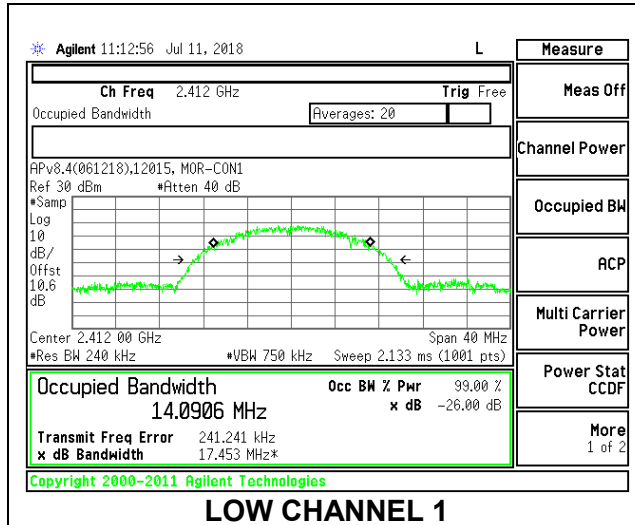 Agilent 11:12:56 Jul 11, 2018 L
Measure
Ch Freq 2.412 GHz Trig Free
Meas Off
Occupied Bandwidth Averages: 20
Channel Power
APv8.4(061218),12015, MOR-CON1
Ref 30 dBm #Atten 40 dB
#Samp
Log
10
dB/
Offst
10.6
dB
Occupied BW
ACP
Multi Carrier
Power
Center 2.412 00 GHz Span 40 MHz
#Res BW 240 kHz #VBW 750 kHz Sweep 2.133 ms (1001 pts)
Power Stat
CCDF
Occupied Bandwidth Occ BW % Pwr 99.00 %
14.0906 MHz x dB -26.00 dB
Transmit Freq Error 241.241 kHz
x dB Bandwidth 17.453 MHz*
More
1 of 2
Copyright 2000-2011 Agilent Technologies
LOW CHANNEL 1